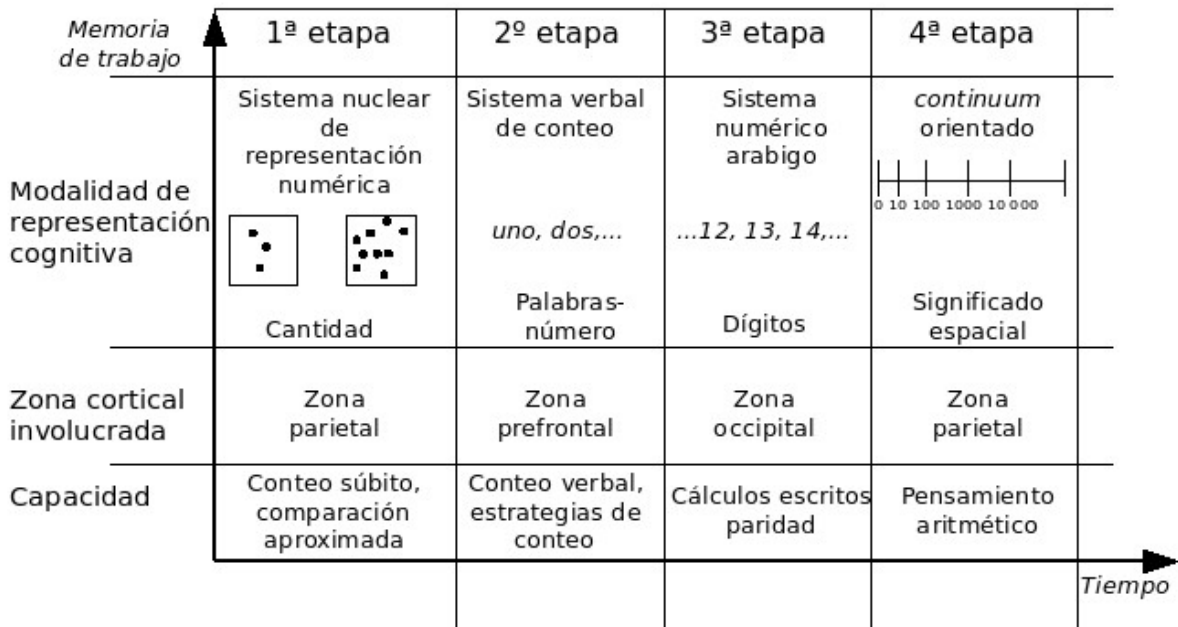 Memoria
de trabajo
1ª etapa
2º etapa
3ª etapa
4ª etapa
Modalidad de
representación
cognitiva
Sistema nuclear
de
representación
numérica
Cantidad
Sistema verbal
de conteo
uno, dos,...
Palabras-
número
Sistema
numérico
arabigo
...12, 13, 14,...
Dígitos
continuum
orientado
0 10 100 1000 10 000
Significado
espacial
Zona cortical
involucrada
Zona
parietal
Zona
prefrontal
Zona
occipital
Zona
parietal
Capacidad
Conteo súbito,
comparación
aproximada
Conteo verbal,
estrategias de
conteo
Cálculos escritos
paridad
Pensamiento
aritmético
Tiempo